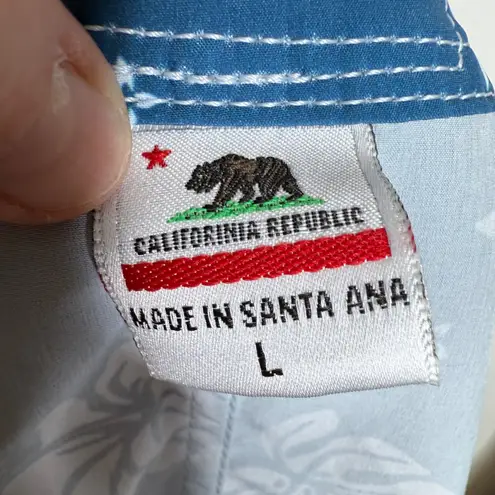 CALIFORINIA REPUBLIC
MADE IN SANTA ANA
L